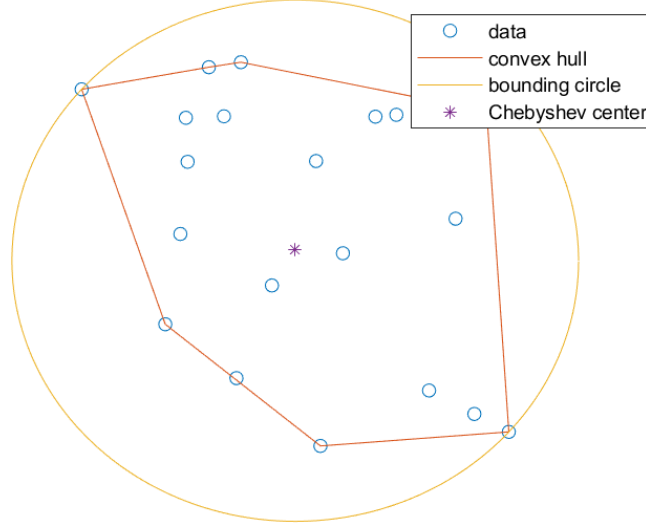 data
convex hull
bounding circle
Chebyshev center